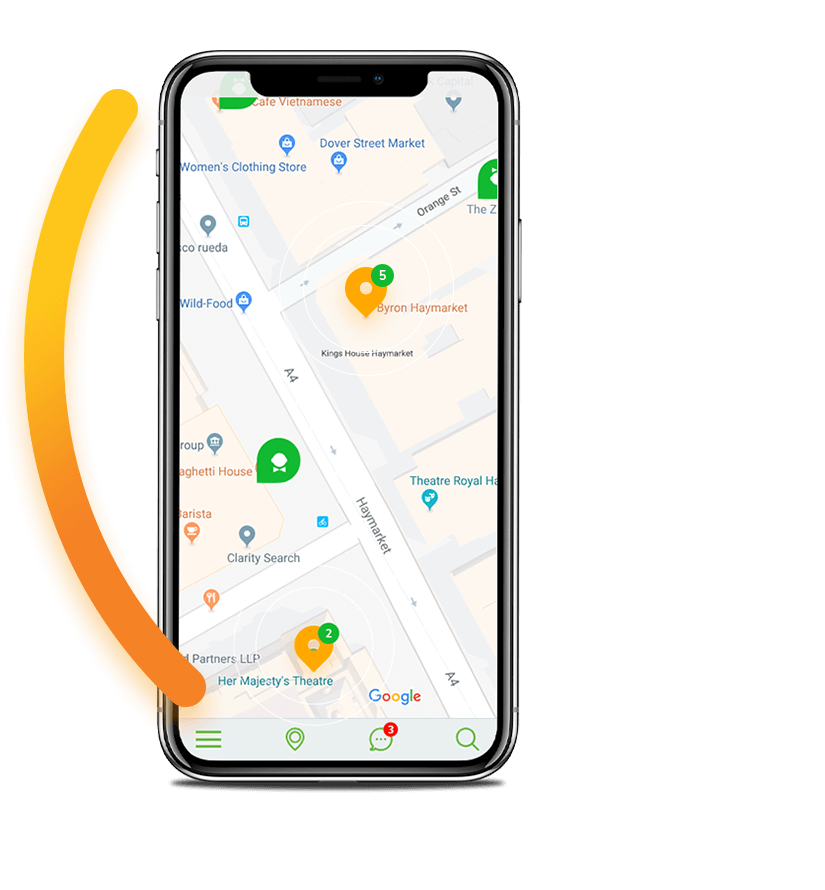 Capital
Cafe Vietnamese
Dover Street Market
Women's Clothing Store
Orange St
The Z
sco rueda
5
Wild-Food
Byron Haymarket
Kings House Haymarket
A4
roup
aghetti House
Theatre Royal Ha
Barista
Haymarket
Clarity Search
2
d Partners LLP
Her Majesty's Theatre
A4
Google
3